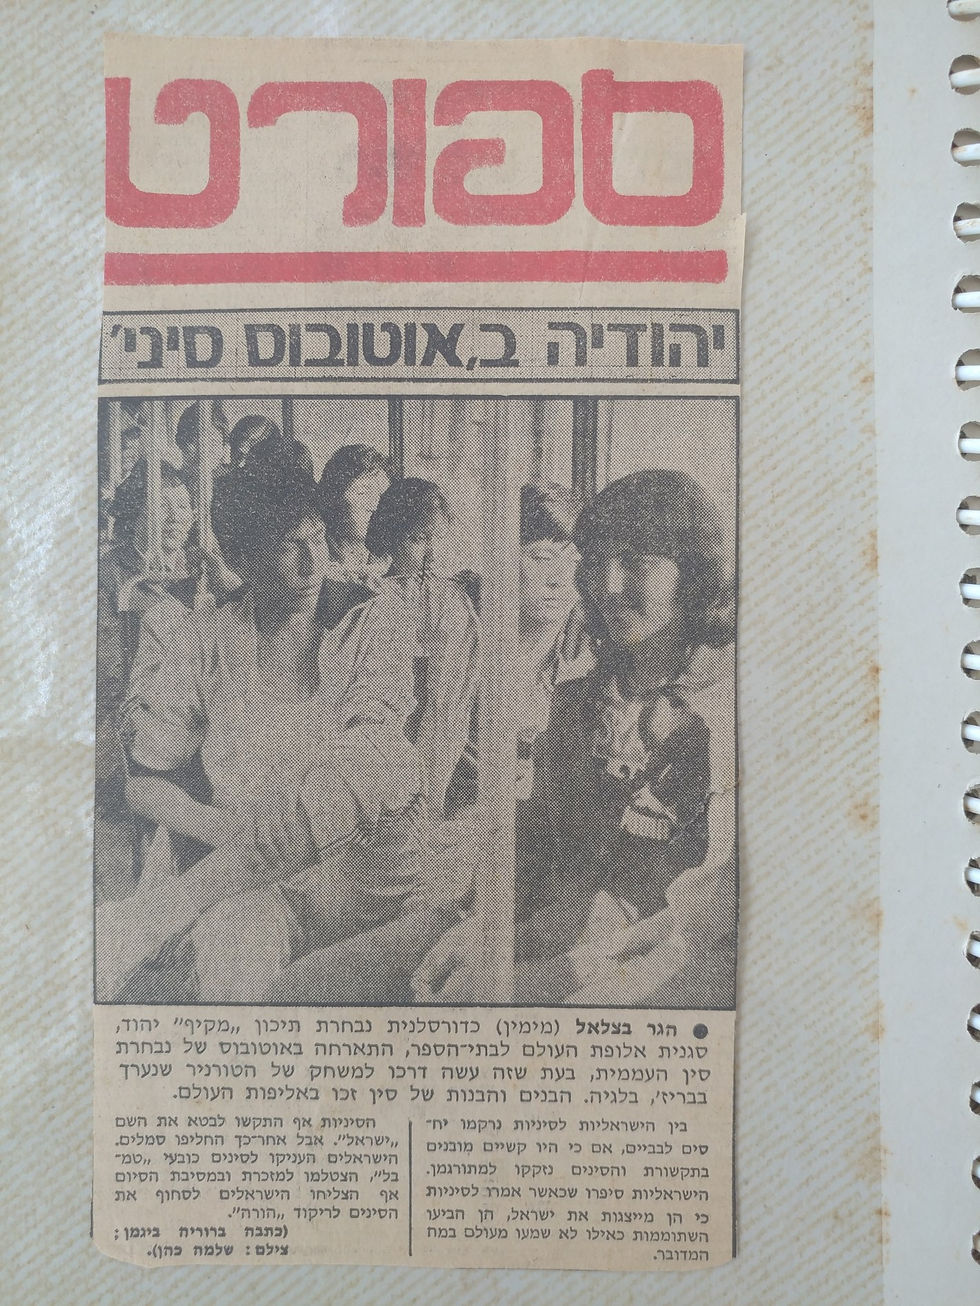 ספורט
יהודיה ב,אוטובוס סיני'
● הגר בצלאל (מימין) כדורסלנית נבחרת תיכון „מקיף" יהוד,
סגנית אלופת העולם לבתי־הספר, התארחה באוטובוס של נבחרת
סין העממית, בעת שזה עשה דרכו למשחק של הטורניר שנערך
בבריז', בלגיה. הבנים והבנות של סין זכו באליפות העולם.
בין הישראליות לסיניות נרקמו יח־
סים לבביים, אם כי היו קשיים מובנים
בתקשורת והסינים נזקקו למתורגמן.
הישראליות סיפרו שכאשר אמרו לסיניות
כי הן מייצגות את ישראל, הן הביעו
השתוממות כאילו לא שמעו מעולם במה
המדובר.
הסיניות אף התקשו לבטא את השם
„ישראל". אבל אחר־כך החליפו סמלים.
הישראלים העניקו לסינים כובעי „טמ־
בל", הצטלמו למזכרת ובמסיבת הסיום
אף הצליחו הישראלים לסחוף את
הסינים לריקוד „הורה".
(כתבה ברוריה ביגמן;
צילם: שלמה כהן).